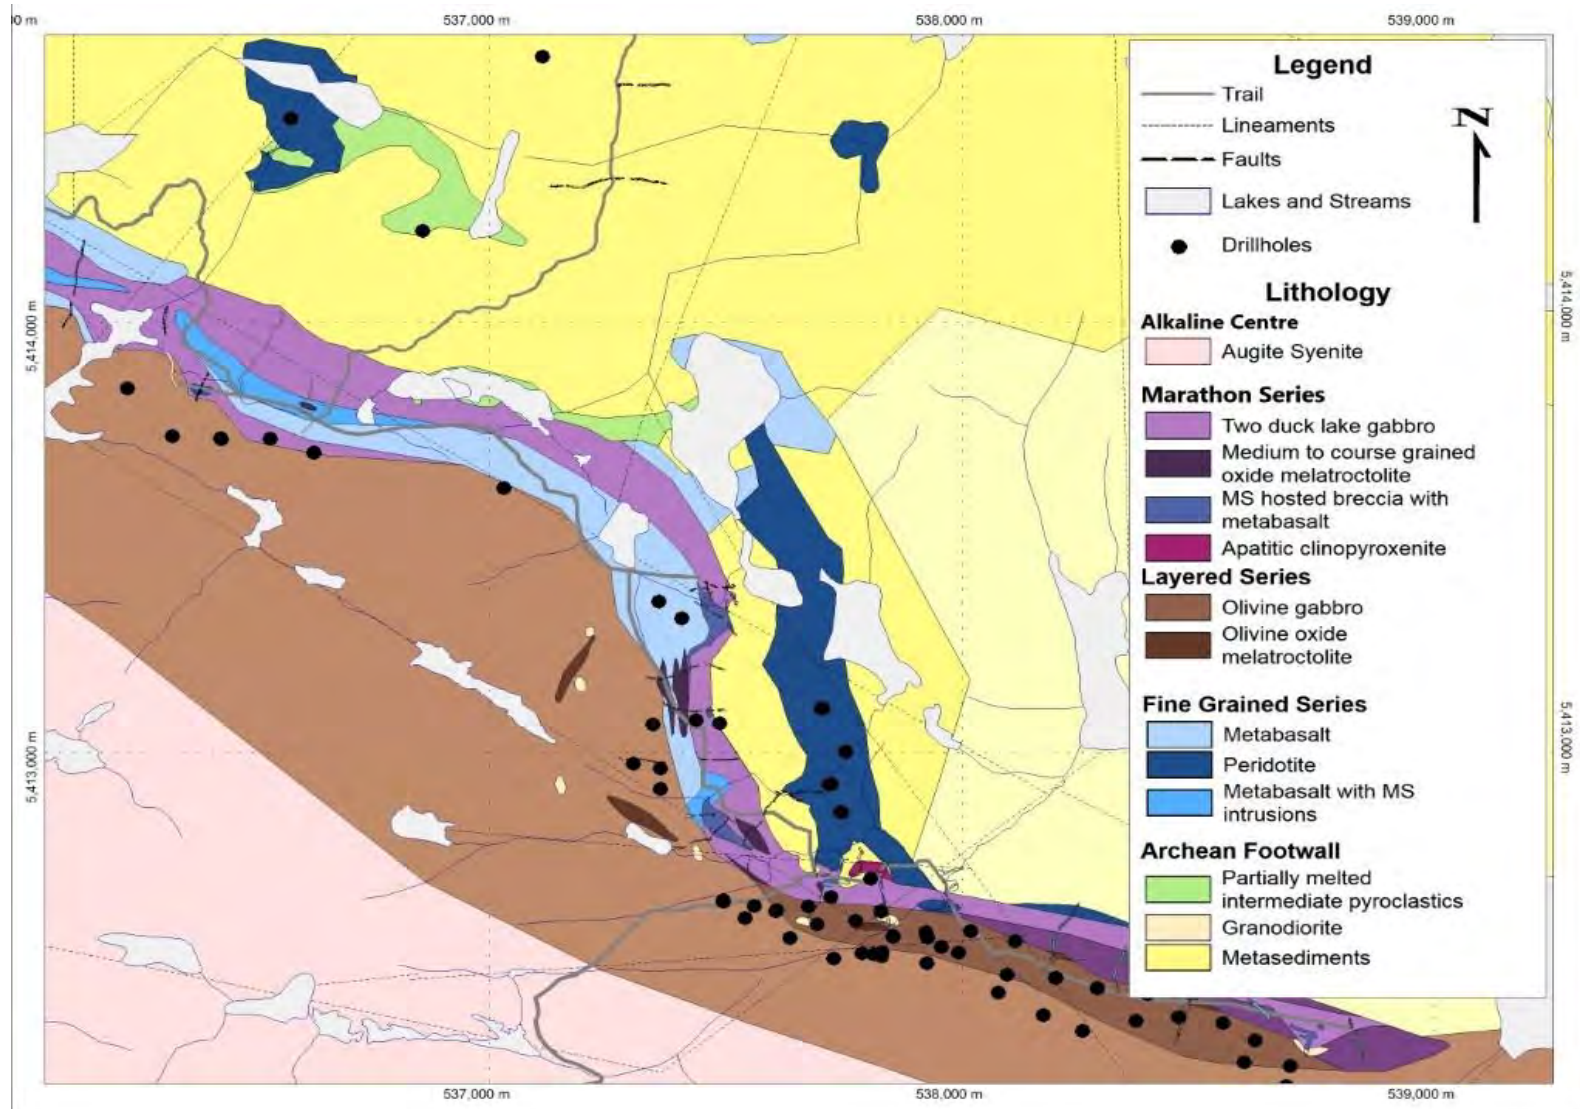 00 m
537,000 m
538,000 m
539,000 m
Legend
Trail
Lineaments
Faults
Lakes and Streams
Drillholes
N
Lithology
Alkaline Centre
Augite Syenite
Marathon Series
Two duck lake gabbro
Medium to course grained
oxide melatroctolite
MS hosted breccia with
metabasalt
Apatitic clinopyroxenite
Layered Series
Olivine gabbro
Olivine oxide
melatroctolite
Fine Grained Series
Metabasalt
Peridotite
Metabasalt with MS
intrusions
Archean Footwall
Partially melted
intermediate pyroclastics
Granodiorite
Metasediments
5,414,000 m
5,413,000 m
5,414,000 m
5,413,000 m
537,000 m
538,000 m
539,000 m